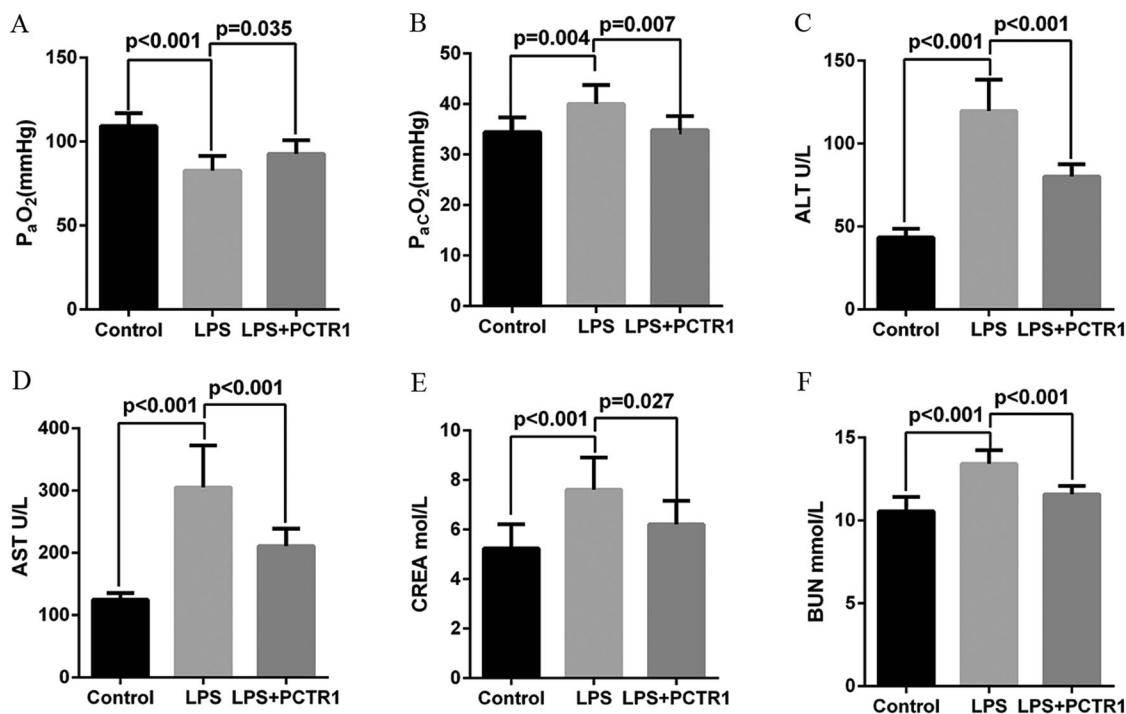 A
p<0.001
p=0.035
PaO2(mmHg)
150
100
50
0
Control
LPS
LPS+PCTR1
B
p=0.004
p=0.007
PaCO2(mmHg)
50
40
30
20
10
0
Control
LPS
LPS+PCTR1
C
p<0.001
p<0.001
ALT U/L
150
100
50
0
Control
LPS
LPS+PCTR1
D
p<0.001
p<0.001
AST U/L
400
300
200
100
0
Control
LPS
LPS+PCTR1
E
p<0.001
p=0.027
CREA mol/L
10
8
6
4
2
0
Control
LPS
LPS+PCTR1
F
p<0.001
p<0.001
BUN mmol/L
15
10
5
0
Control
LPS
LPS+PCTR1